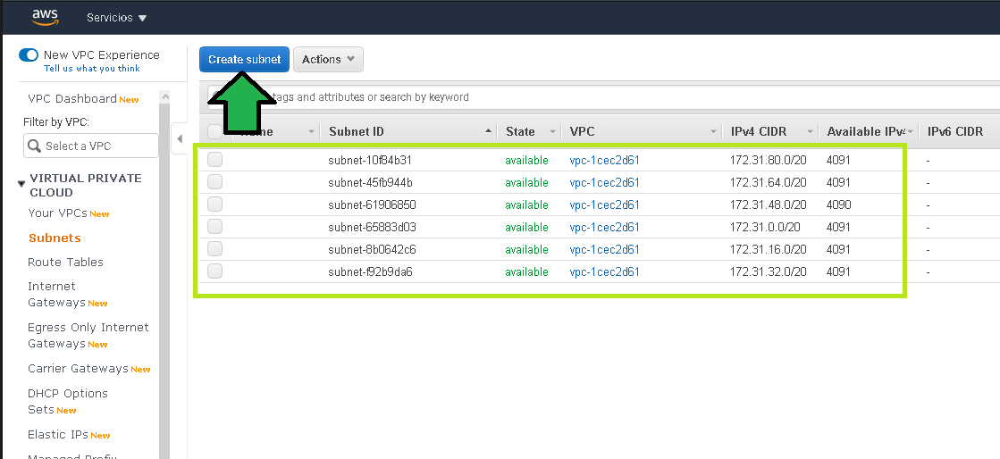 aws Servicios
New VPC Experience
Tell us what you think
VPC Dashboard New
Filter by VPC:
Select a VPC
VIRTUAL PRIVATE
CLOUD
Your VPCs New
Subnets
Route Tables
Internet
Gateways New
Egress Only Internet
Gateways New
Carrier Gateways New
DHCP Options
Sets New
Elastic IPs New
Managed Prefix
Create subnet Actions
tags and attributes or search by keyword
Subnet ID State VPC IPv4 CIDR Available IPv4 IPv6 CIDR
subnet-10f84b31 available vpc-1cec2d61 172.31.80.0/20 4091 -
subnet-45fb944b available vpc-1cec2d61 172.31.64.0/20 4091 -
subnet-61906850 available vpc-1cec2d61 172.31.48.0/20 4090 -
subnet-65883d03 available vpc-1cec2d61 172.31.0.0/20 4091 -
subnet-8b0642c6 available vpc-1cec2d61 172.31.16.0/20 4091 -
subnet-f92b9da6 available vpc-1cec2d61 172.31.32.0/20 4091 -